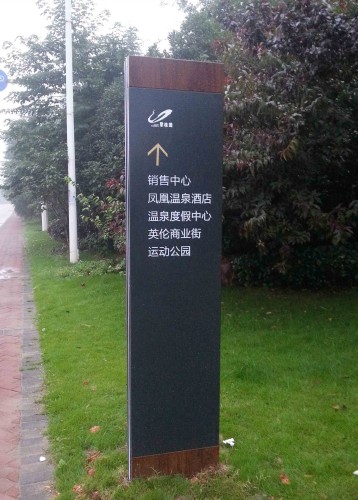 销售中心
凤凰温泉酒店
温泉度假中心
英伦商业街
运动公园